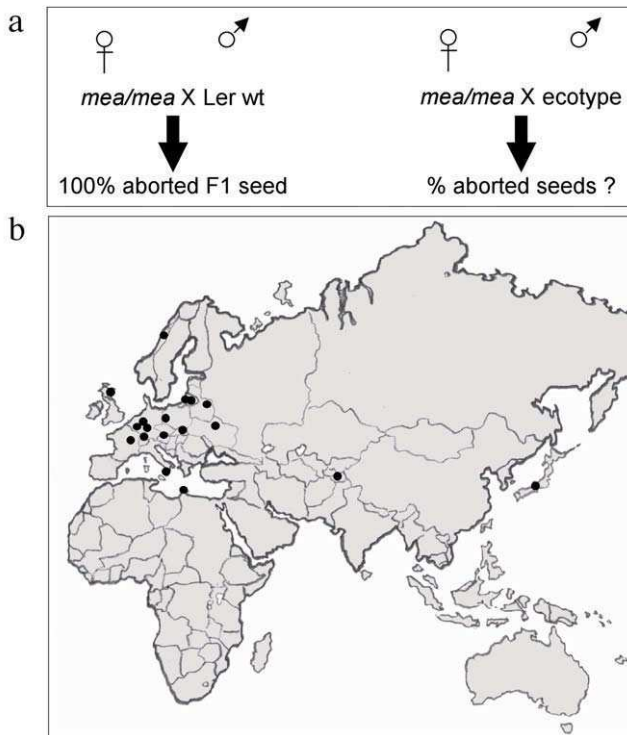 a
mea/mea X Ler wt
mea/mea X ecotype
100% aborted F1 seed
% aborted seeds ?
b